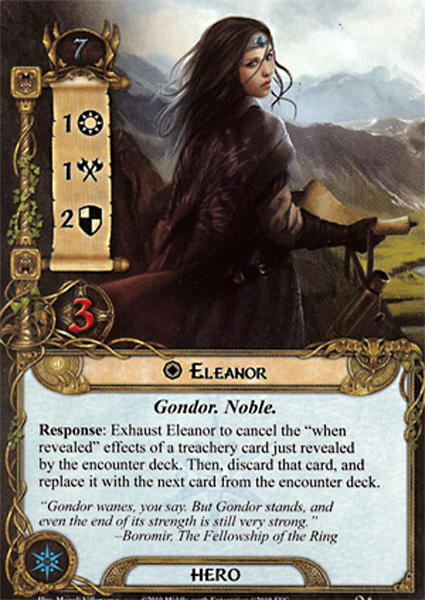 7
1
1
2
3
Eleanor
Gondor. Noble.
Response: Exhaust Eleanor to cancel the “when
revealed” effects of a treachery card just revealed
by the encounter deck. Then, discard that card, and
replace it with the next card from the encounter deck.
“Gondor wanes, you say. But Gondor stands, and
even the end of its strength is still very strong.”
–Boromir, The Fellowship of the Ring
HERO